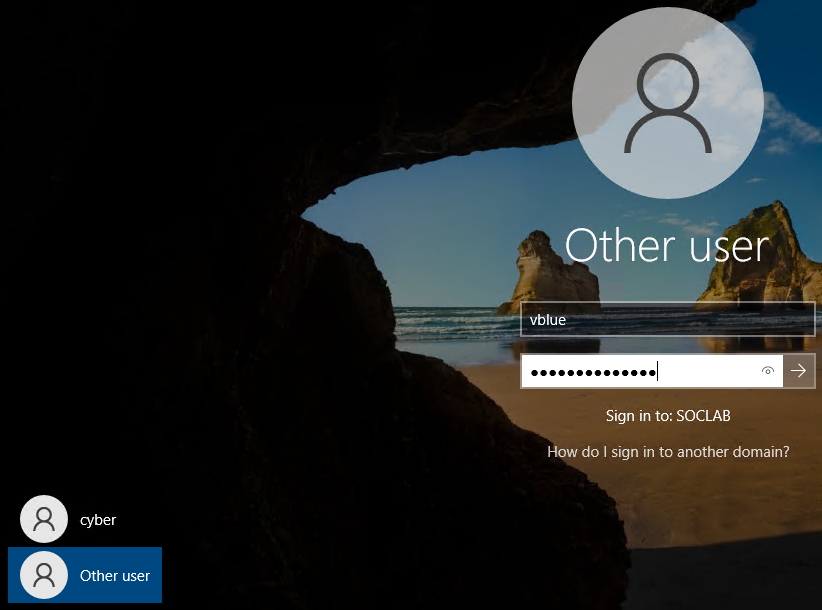 Other user
vblue
●●●●●●●●●●●●●●
Sign in to: SOCLAB
How do I sign in to another domain?
cyber
Other user